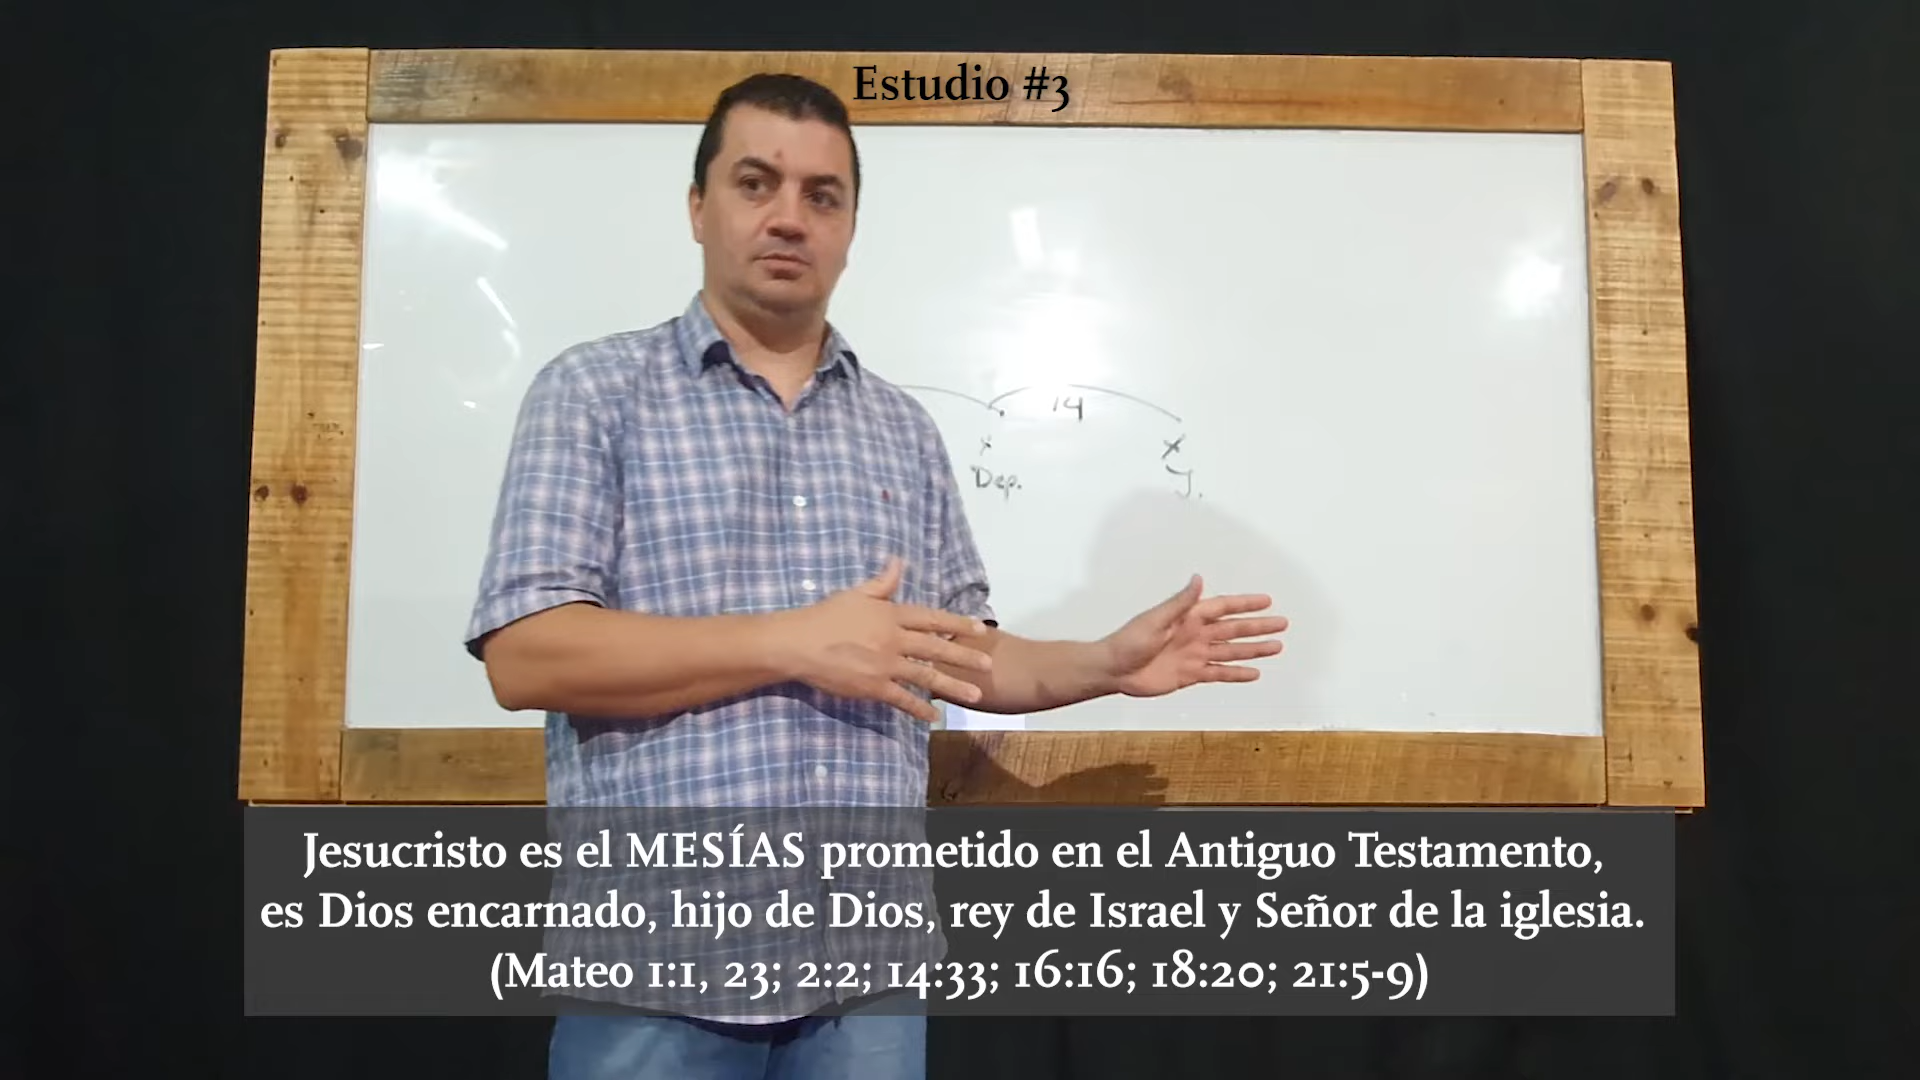 Estudio #3
14
Dep.
J.
Jesucristo es el MESÍAS prometido en el Antiguo Testamento,
es Dios encarnado, hijo de Dios, rey de Israel y Señor de la iglesia.
(Mateo 1:1, 23; 2:2; 14:33; 16:16; 18:20; 21:5-9)